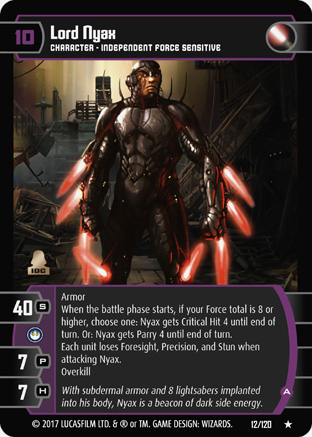 10
Lord Nyax
CHARACTER - INDEPENDENT FORCE SENSITIVE
IDC
40 S
Armor
When the battle phase starts, if your Force total is 8 or
higher, choose one: Nyax gets Critical Hit 4 until end of
turn. Or: Nyax gets Parry 4 until end of turn.
7 P
Each unit loses Foresight, Precision, and Stun when
attacking Nyax.
Overkill
7 H
With subdermal armor and 8 lightsabers implanted
into his body, Nyax is a beacon of dark side energy.
A
© 2017 LUCASFILM LTD. & ® or TM. GAME DESIGN: WIZARDS. 12/120 ★